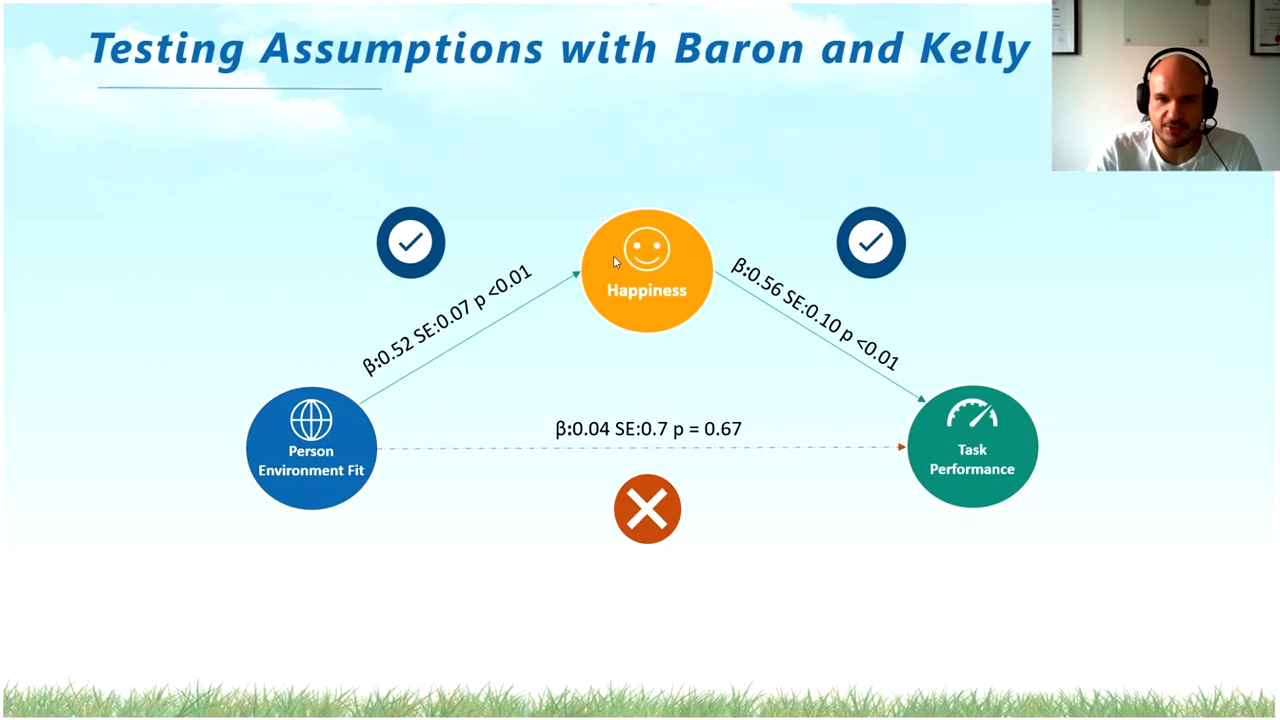 Testing Assumptions with Baron and Kelly
β:0.52 SE:0.07 p <0.01
Happiness
β:0.56 SE:0.10 p <0.01
β:0.04 SE:0.7 p = 0.67
Person
Environment Fit
Task
Performance